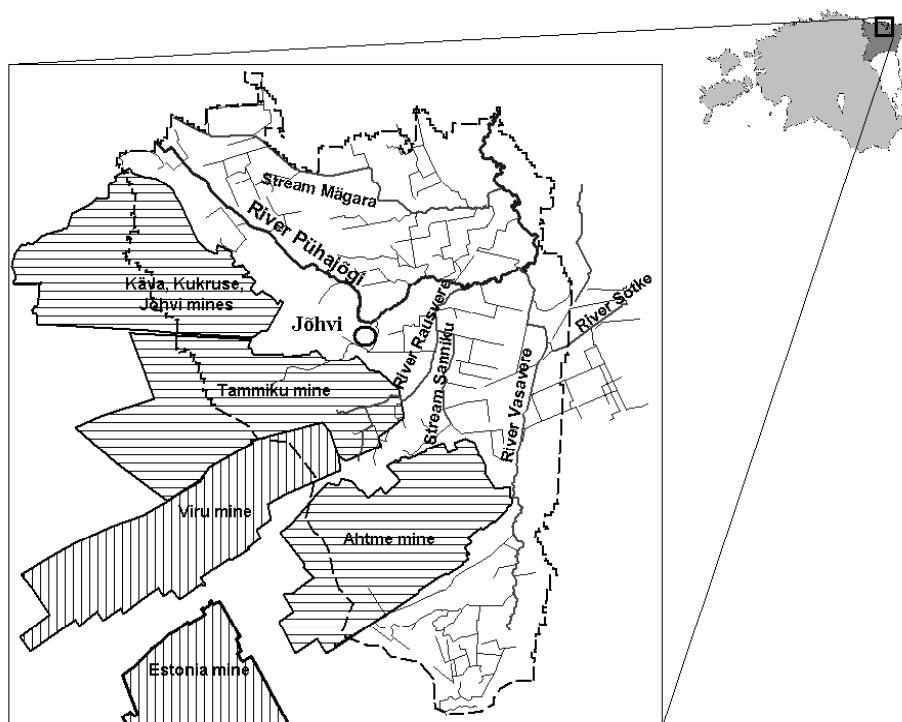 Stream Mägara
River Pühajõgi
Käva, Kukruse,
Jõhvi mines
Jõhvi
River Rausvere
Stream Sanniku
River Vasavere
River Sõtke
Tammiku mine
Viru mine
Ahtme mine
Estonia mine